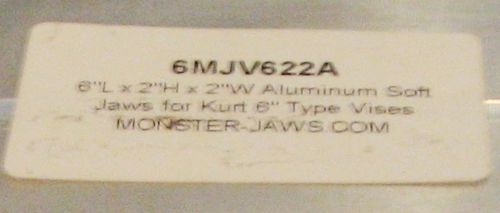 6MJV622A
6"L x 2"H x 2"W Aluminum Soft
Jaws for Kurt 6" Type Vises
MONSTER-JAWS.COM